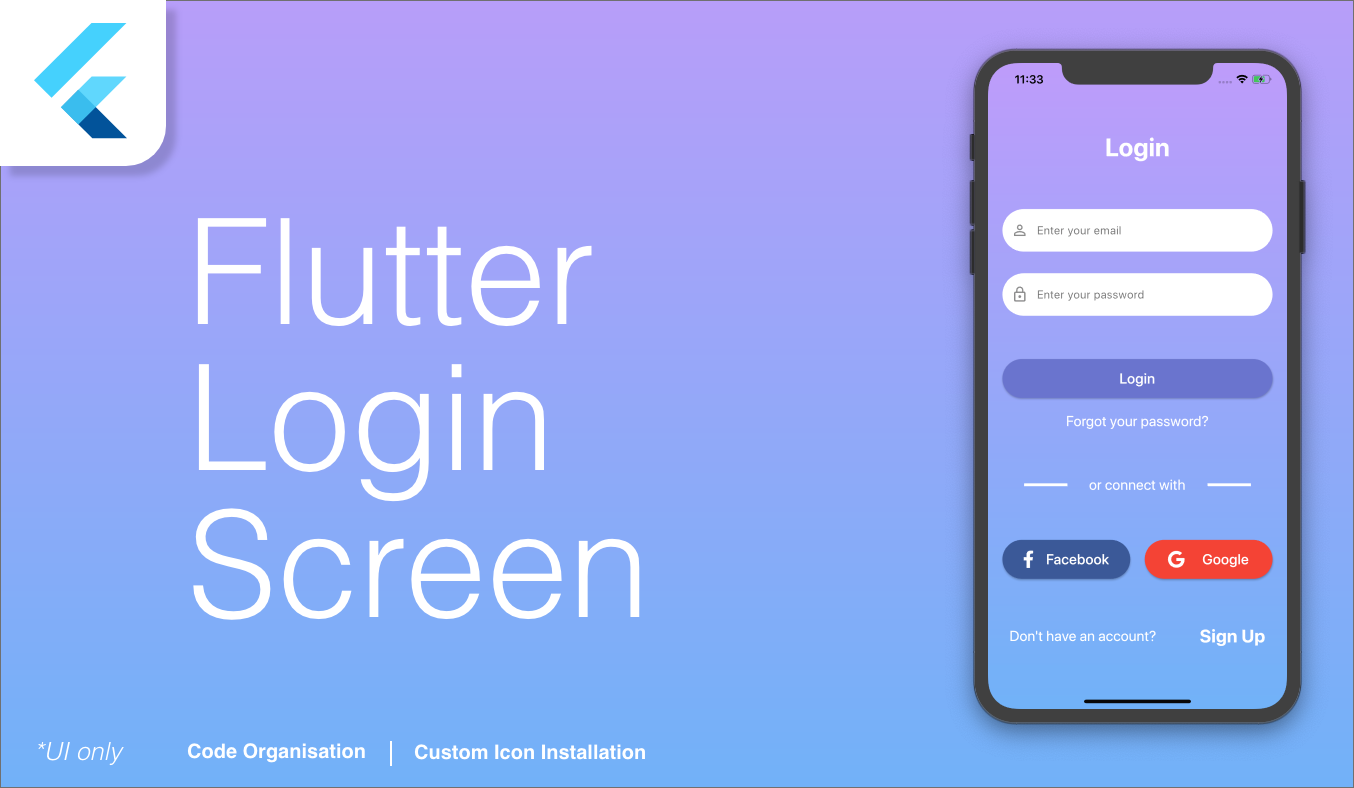 Flutter
Login
Screen
*UI only
Code Organisation
Custom Icon Installation
11:33
Login
Enter your email
Enter your password
Login
Forgot your password?
or connect with
Facebook
Google
Don't have an account?
Sign Up